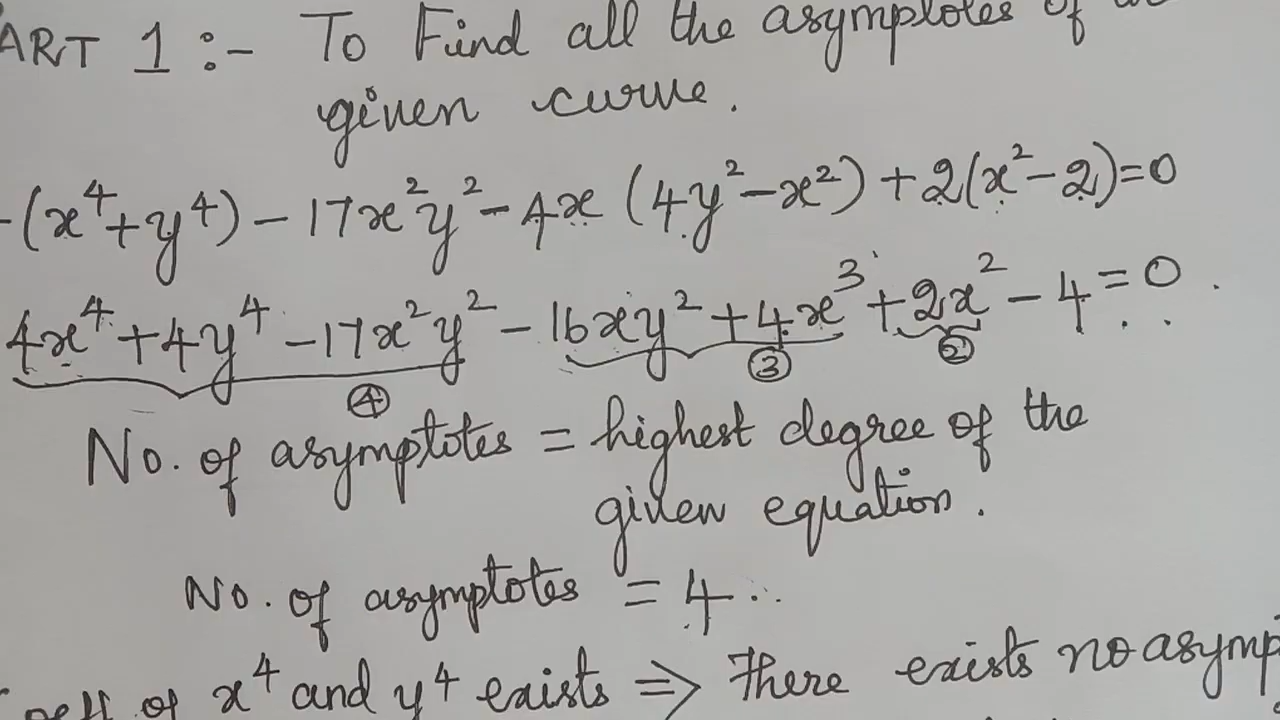 ART 1 :- To Find all the asymptotes of
given curve.
(x⁴+y⁴) - 17x²y² - 4x (4y²-x²) + 2(x²-2)=0
4x⁴ + 4y⁴ - 17x²y² - 16xy² + 4x³ + 2x² - 4 = 0 .
④ ③ ②
No. of asymptotes = highest degree of the
given equation.
No. of asymptotes = 4 ..
of x⁴ and y⁴ exists ⇒ There exists no asymp